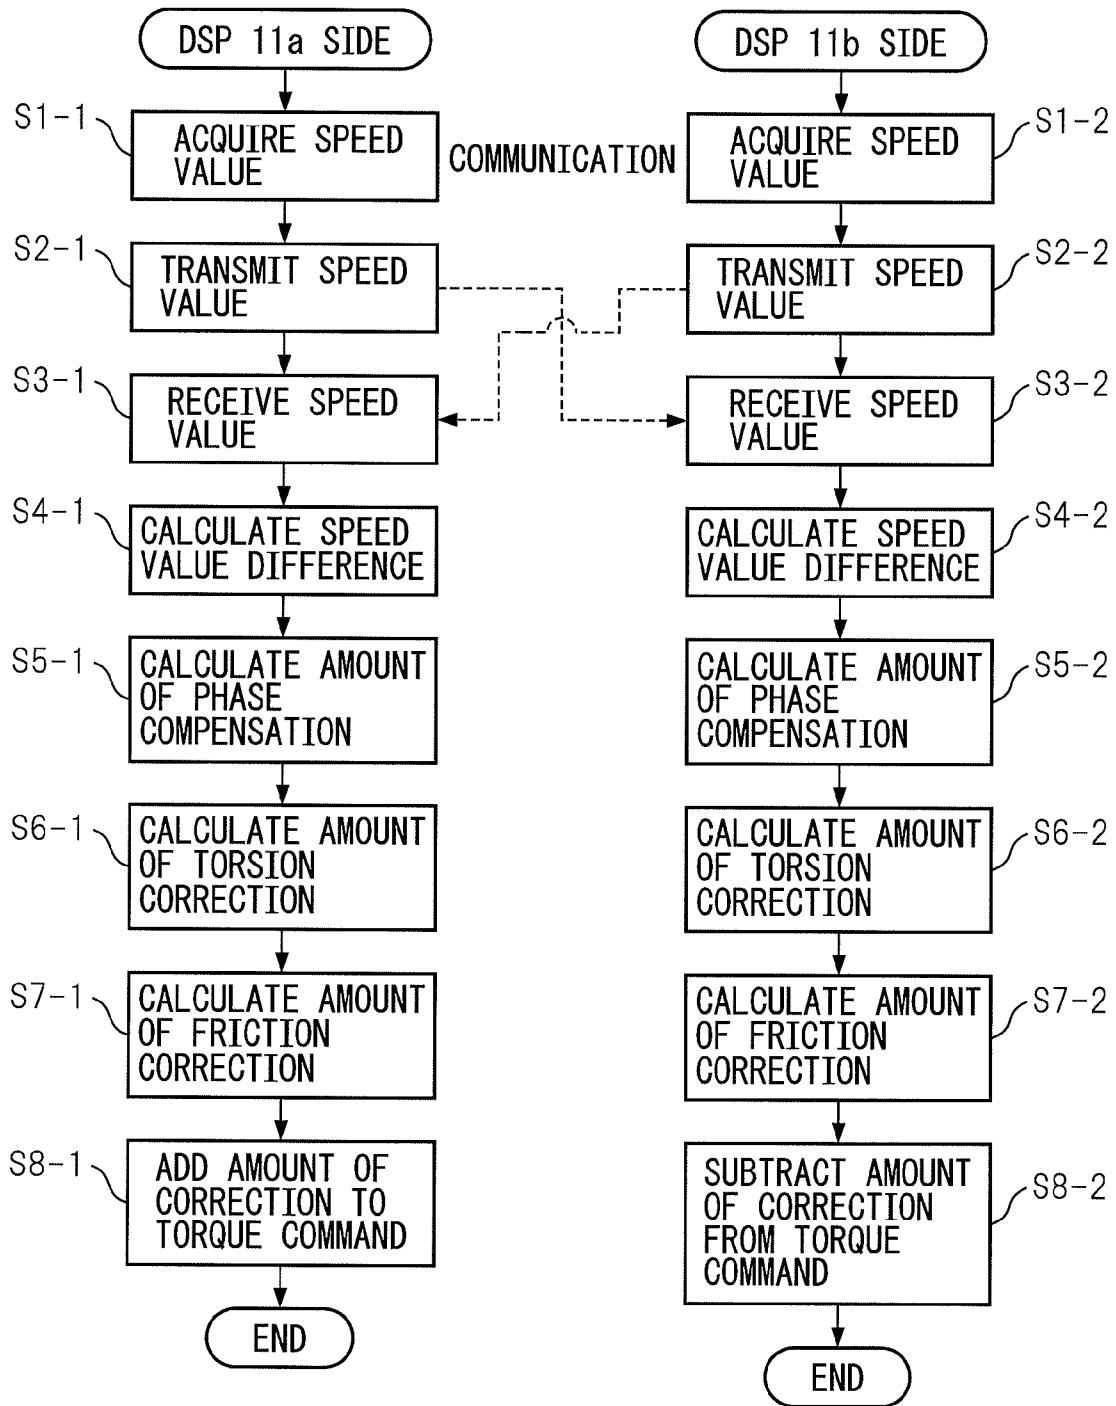 DSP 11a SIDE
S1-1
ACQUIRE SPEED
VALUE
S2-1
TRANSMIT SPEED
VALUE
S3-1
RECEIVE SPEED
VALUE
S4-1
CALCULATE SPEED
VALUE DIFFERENCE
S5-1
CALCULATE AMOUNT
OF PHASE
COMPENSATION
S6-1
CALCULATE AMOUNT
OF TORSION
CORRECTION
S7-1
CALCULATE AMOUNT
OF FRICTION
CORRECTION
S8-1
ADD AMOUNT OF
CORRECTION TO
TORQUE COMMAND
END
COMMUNICATION
DSP 11b SIDE
ACQUIRE SPEED
VALUE
S1-2
TRANSMIT SPEED
VALUE
S2-2
RECEIVE SPEED
VALUE
S3-2
CALCULATE SPEED
VALUE DIFFERENCE
S4-2
CALCULATE AMOUNT
OF PHASE
COMPENSATION
S5-2
CALCULATE AMOUNT
OF TORSION
CORRECTION
S6-2
CALCULATE AMOUNT
OF FRICTION
CORRECTION
S7-2
SUBTRACT AMOUNT
OF CORRECTION
FROM TORQUE
COMMAND
S8-2
END